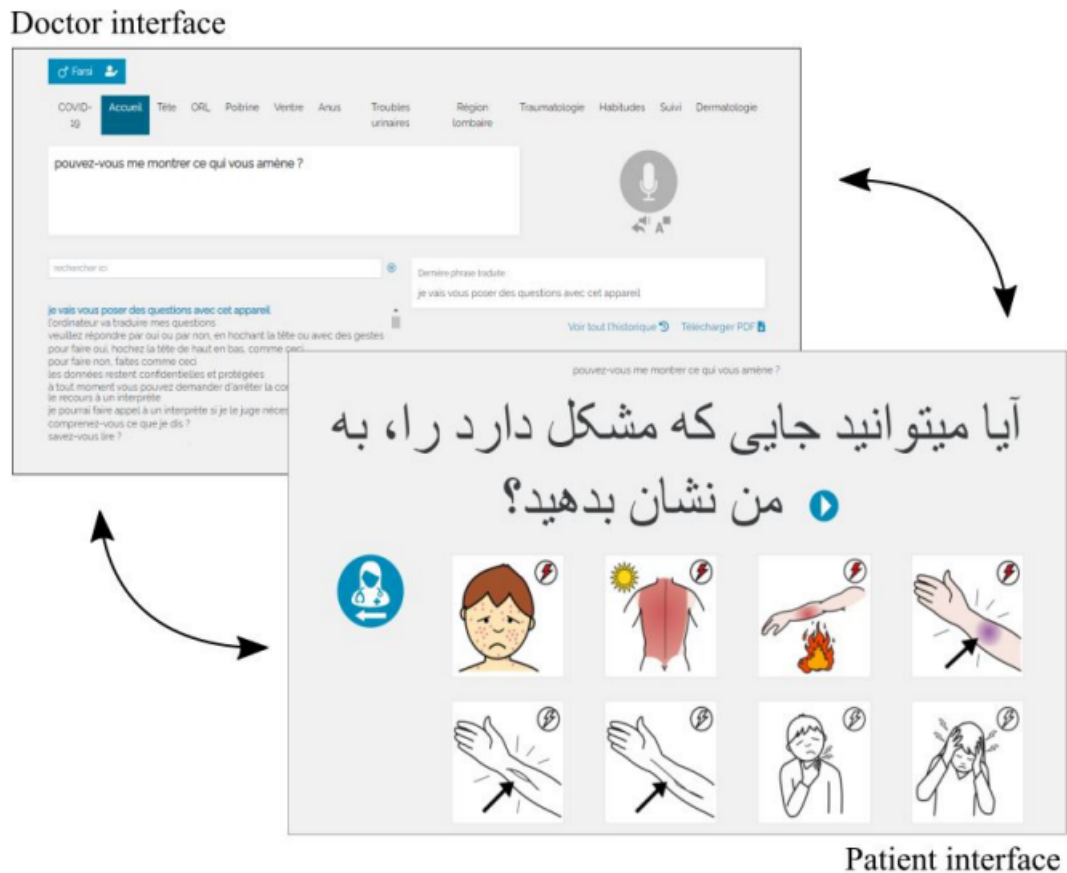 Doctor interface
Farsi
COVID-19
Accueil
Tête
ORL
Poitrine
Ventre
Anus
Troubles urinaires
Région lombaire
Traumatologie
Habitudes
Suivi
Dermatologie
pouvez-vous me montrer ce qui vous amène ?
rechercher ici
Dernière phrase traduite
je vais vous poser des questions avec cet appareil
Voir tout l'historique
Télécharger PDF
je vais vous poser des questions avec cet appareil
l'ordinateur va traduire mes questions
veuillez répondre par oui ou par non, en hochant la tête ou avec des gestes
pour faire oui, hochez la tête de haut en bas, comme ceci
pour faire non, faites comme ceci
les données restent confidentielles et protégées
à tout moment vous pouvez demander d'arrêter la
le recours à un interprète
je pourrai faire appel à un interprète si je le juge
comprenez-vous ce que je dis ?
savez-vous lire ?
pouvez-vous me montrer ce qui vous amène ?
آیا میتوانید جایی که مشکل دارد را، به
من نشان بدهید؟
Patient interface